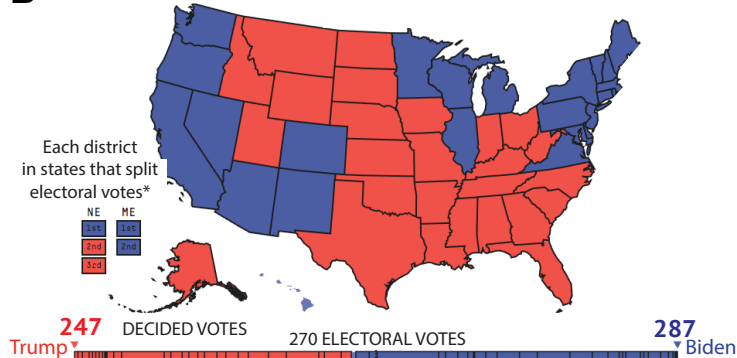 Each district
in states that split
electoral votes*
NE ME
1st 1st
2nd 2nd
3rd
247 DECIDED VOTES 270 ELECTORAL VOTES 287
Trump Biden